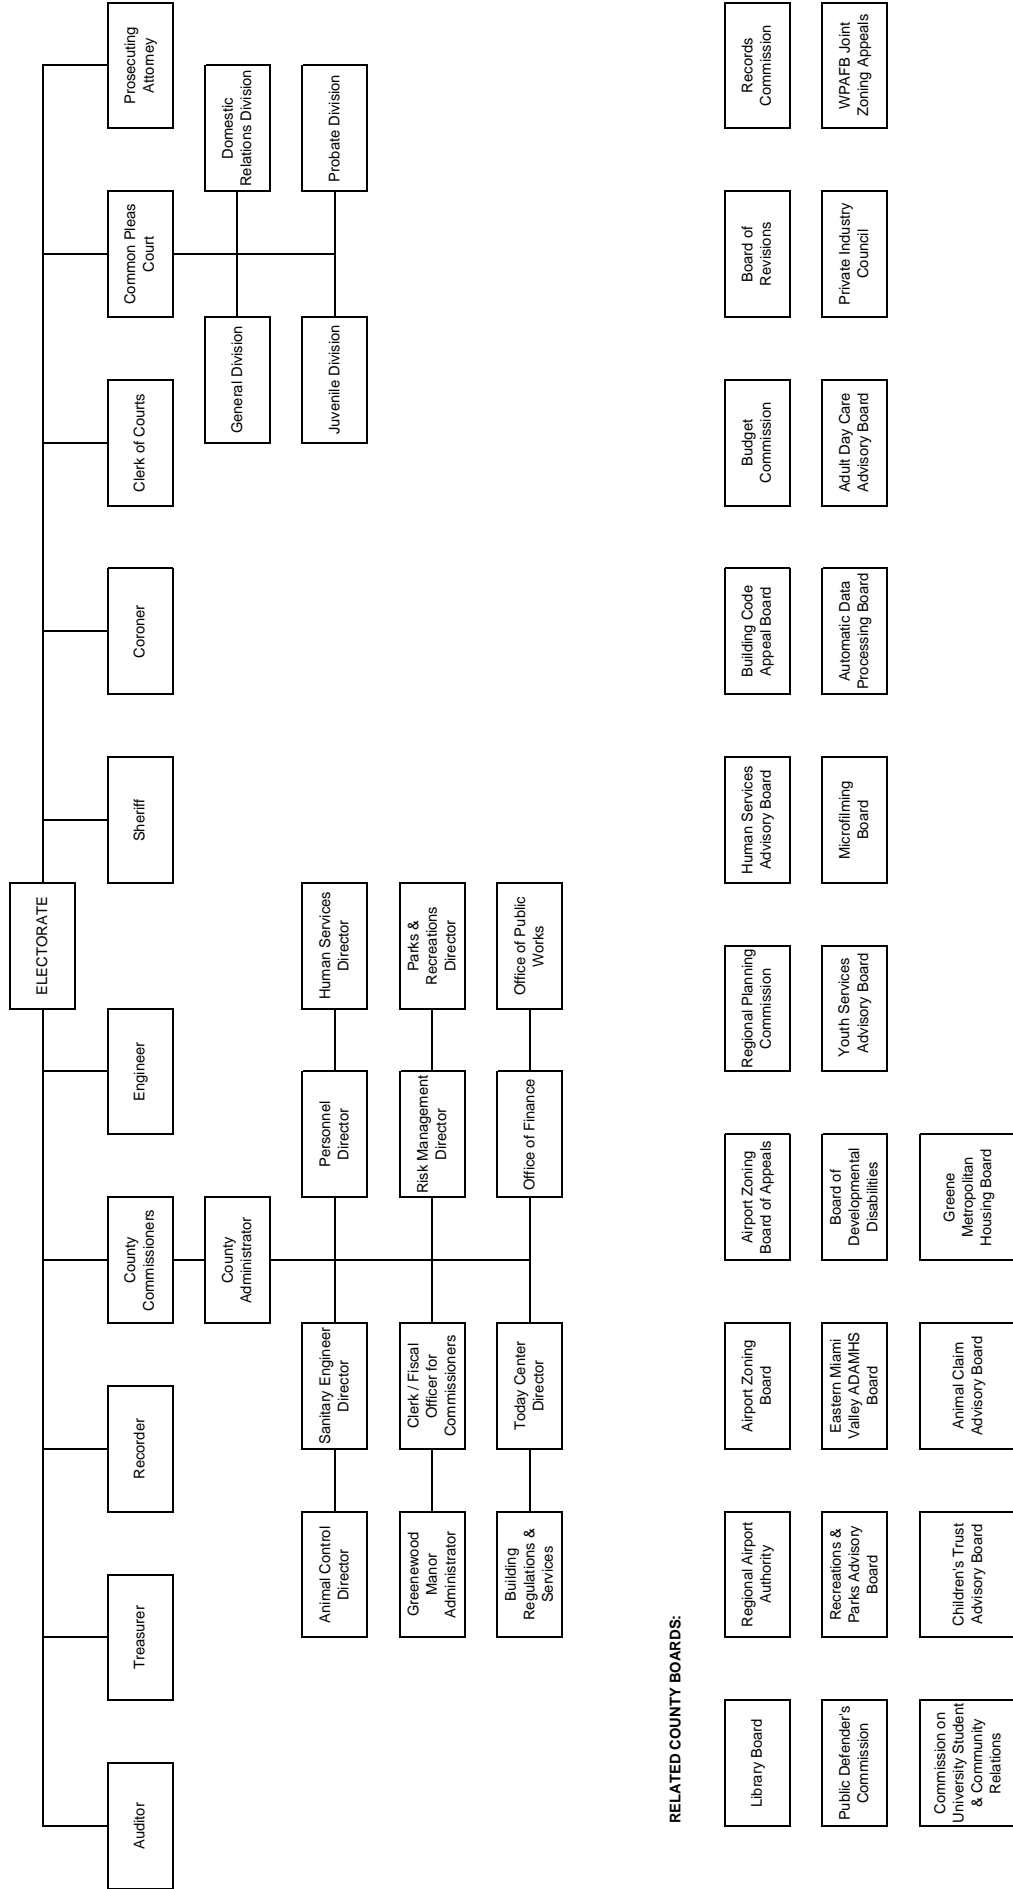 ELECTORATE
Auditor
Treasurer
Recorder
County
Commissioners
Engineer
Sheriff
Coroner
Clerk of Courts
Common Pleas
Court
Prosecuting
Attorney
County
Administrator
General Division
Domestic
Relations Division
Animal Control
Director
Sanitary Engineer
Director
Personnel
Director
Human Services
Director
Juvenile Division
Probate Division
Greenewood
Manor
Administrator
Clerk / Fiscal
Officer for
Commissioners
Risk Management
Director
Parks &
Recreations
Director
Building
Regulations &
Services
Today Center
Director
Office of Finance
Office of Public
Works
RELATED COUNTY BOARDS:
Library Board
Regional Airport
Authority
Airport Zoning
Board
Airport Zoning
Board of Appeals
Regional Planning
Commission
Human Services
Advisory Board
Building Code
Appeal Board
Budget
Commission
Board of
Revisions
Records
Commission
Public Defender's
Commission
Recreations &
Parks Advisory
Board
Eastern Miami
Valley ADAMHS
Board
Board of
Developmental
Disabilities
Youth Services
Advisory Board
Microfilming
Board
Automatic Data
Processing Board
Adult Day Care
Advisory Board
Private Industry
Council
WPAFB Joint
Zoning Appeals
Commission on
University Student
& Community
Relations
Children's Trust
Advisory Board
Animal Claim
Advisory Board
Greene
Metropolitan
Housing Board